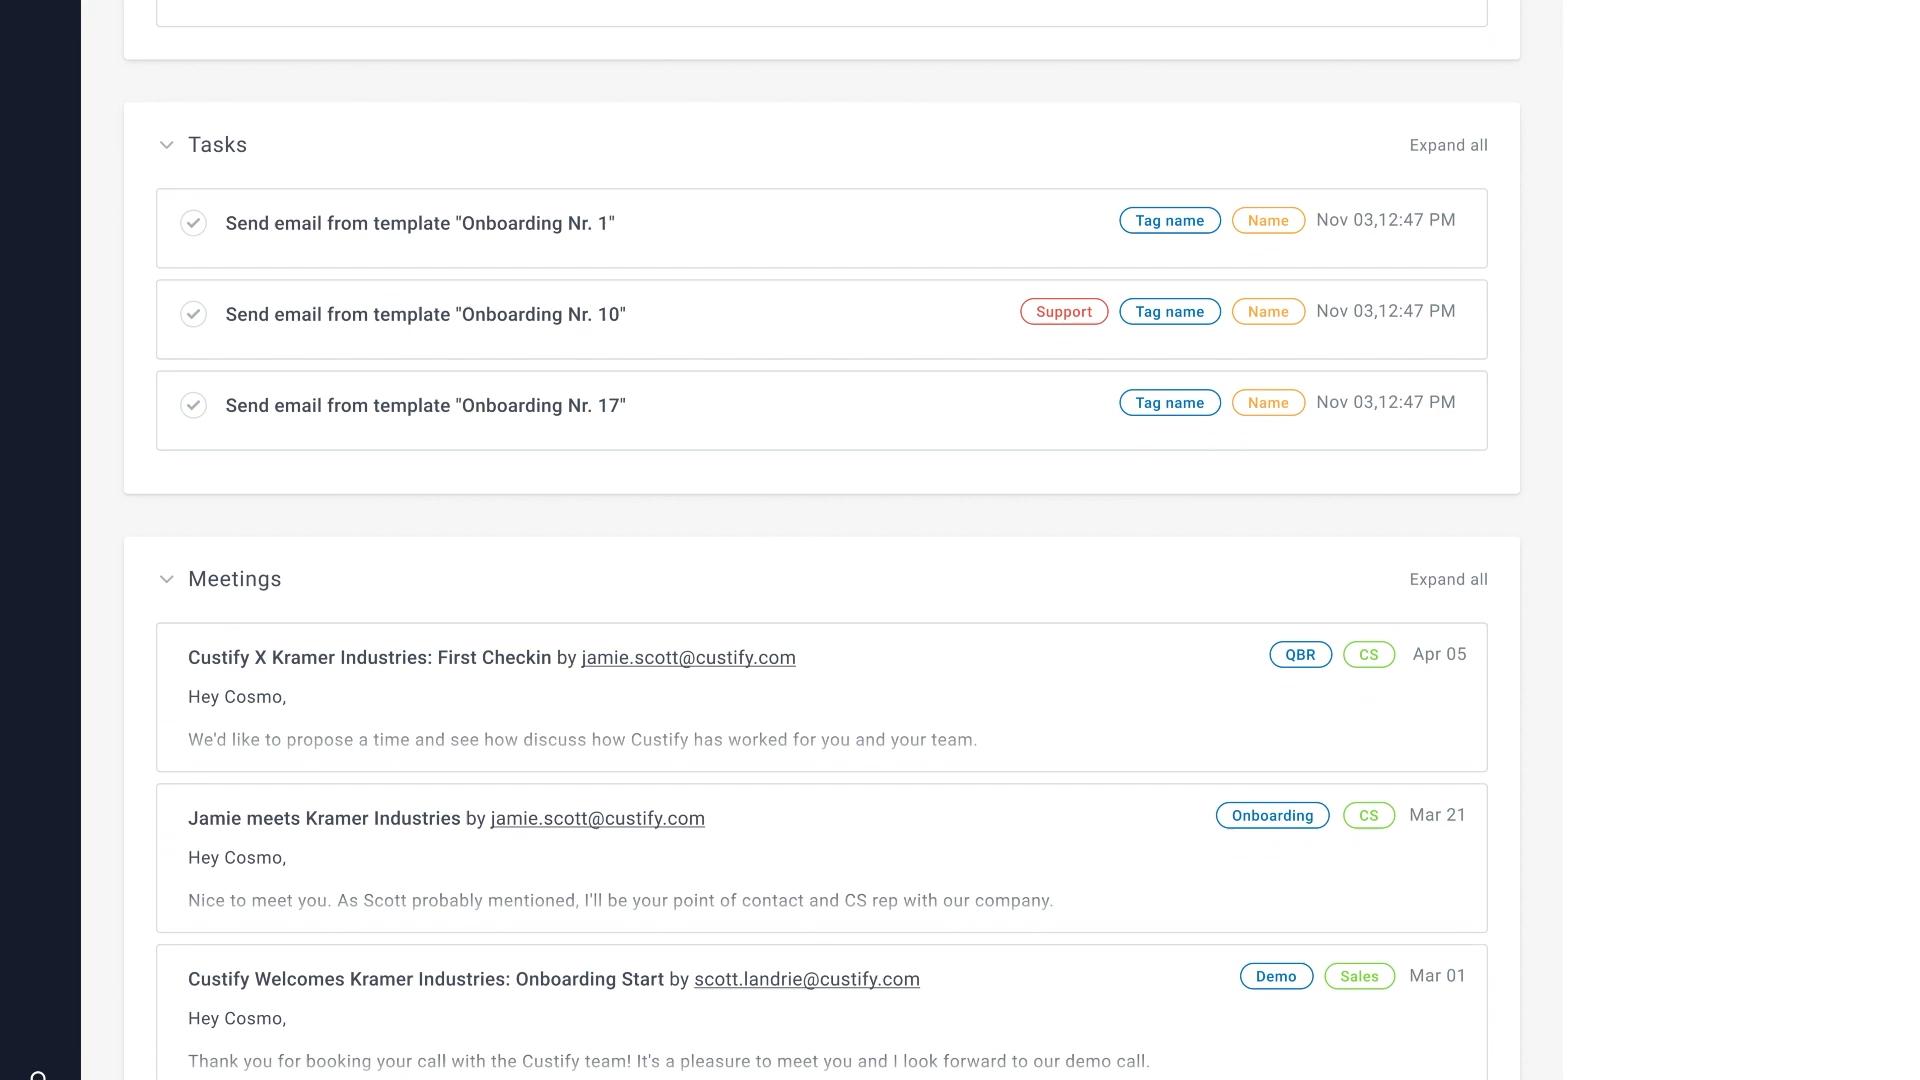 Tasks
Expand all
Send email from template "Onboarding Nr. 1"
Tag name
Name
Nov 03,12:47 PM
Send email from template "Onboarding Nr. 10"
Support
Tag name
Name
Nov 03,12:47 PM
Send email from template "Onboarding Nr. 17"
Tag name
Name
Nov 03,12:47 PM
Meetings
Expand all
Custify X Kramer Industries: First Checkin by jamie.scott@custify.com
QBR
CS
Apr 05
Hey Cosmo,
We'd like to propose a time and see how discuss how Custify has worked for you and your team.
Jamie meets Kramer Industries by jamie.scott@custify.com
Onboarding
CS
Mar 21
Hey Cosmo,
Nice to meet you. As Scott probably mentioned, I'll be your point of contact and CS rep with our company.
Custify Welcomes Kramer Industries: Onboarding Start by scott.landrie@custify.com
Demo
Sales
Mar 01
Hey Cosmo,
Thank you for booking your call with the Custify team! It's a pleasure to meet you and I look forward to our demo call.